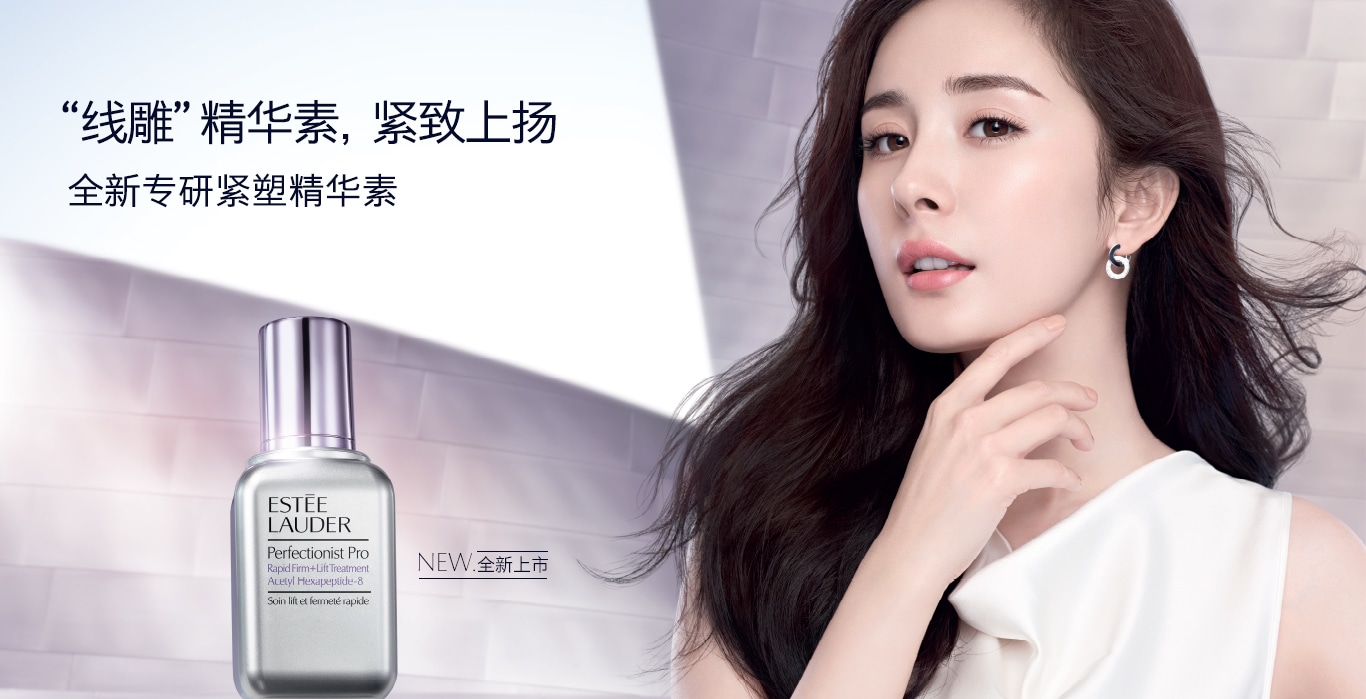 “线雕”精华素，紧致上扬
全新专研紧塑精华素
ESTĒE
LAUDER
Perfectionist Pro
Rapid Firm+Lift Treatment
Acetyl Hexapeptide-8
Soin lift et fermeté rapide
NEW.全新上市